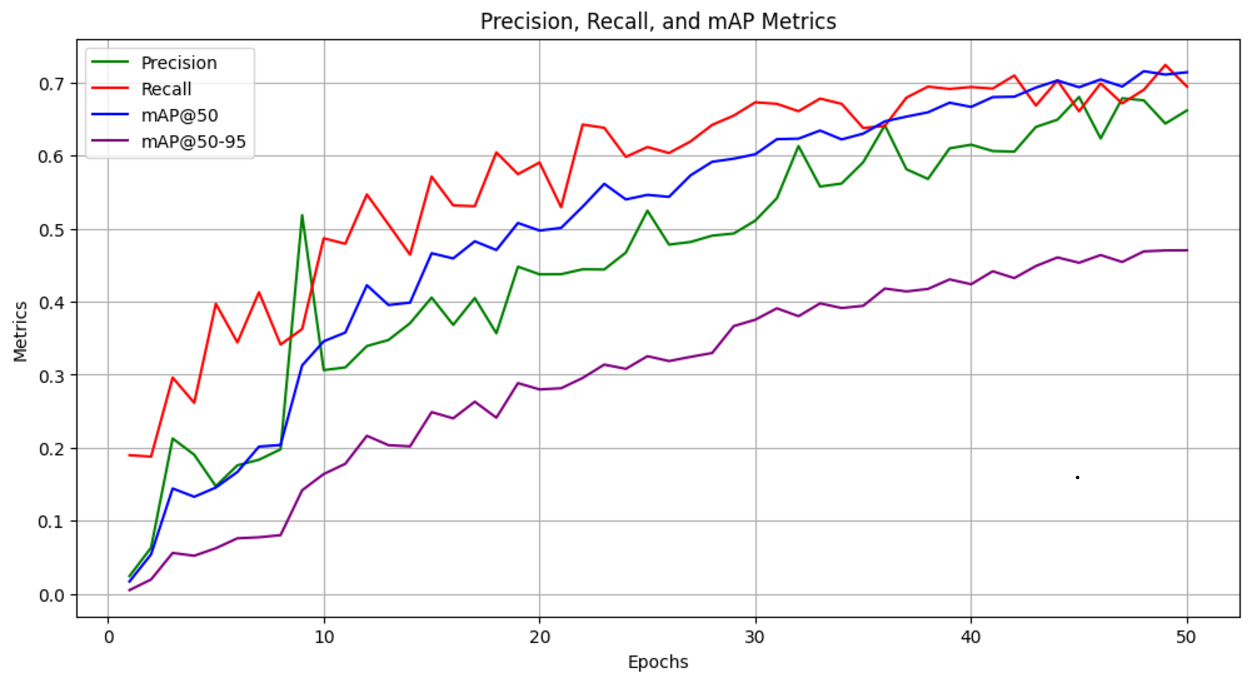 Precision, Recall, and mAP Metrics
Precision
Recall
mAP@50
mAP@50-95
0.7
0.6
0.5
0.4
0.3
0.2
0.1
0.0
Metrics
0 10 20 30 40 50
Epochs